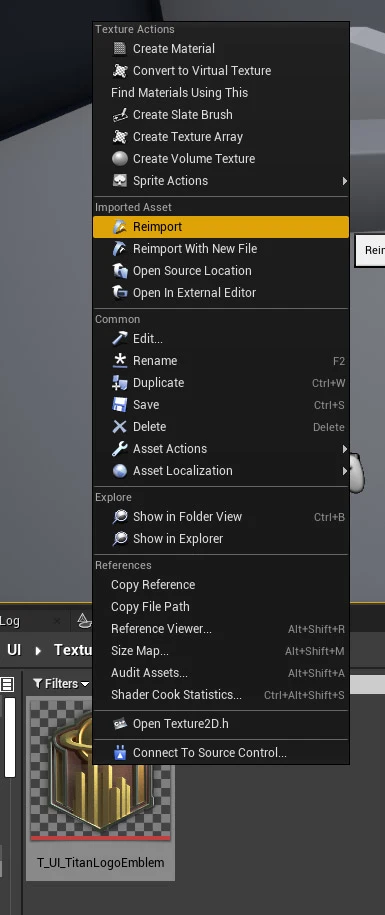 Texture Actions
Create Material
Convert to Virtual Texture
Find Materials Using This
Create Slate Brush
Create Texture Array
Create Volume Texture
Sprite Actions
Imported Asset
Reimport
Reimport With New File
Open Source Location
Open In External Editor
Common
Edit...
Rename F2
Duplicate Ctrl+W
Save Ctrl+S
Delete Delete
Asset Actions
Asset Localization
Explore
Show in Folder View Ctrl+B
Show in Explorer
References
Copy Reference
Copy File Path
Reference Viewer... Alt+Shift+R
Size Map... Alt+Shift+M
Audit Assets... Alt+Shift+A
Shader Cook Statistics... Ctrl+Alt+Shift+S
Open Texture2D.h
Connect To Source Control...
Rei
Log
UI Textu
Filters
T_UI_TitanLogoEmblem